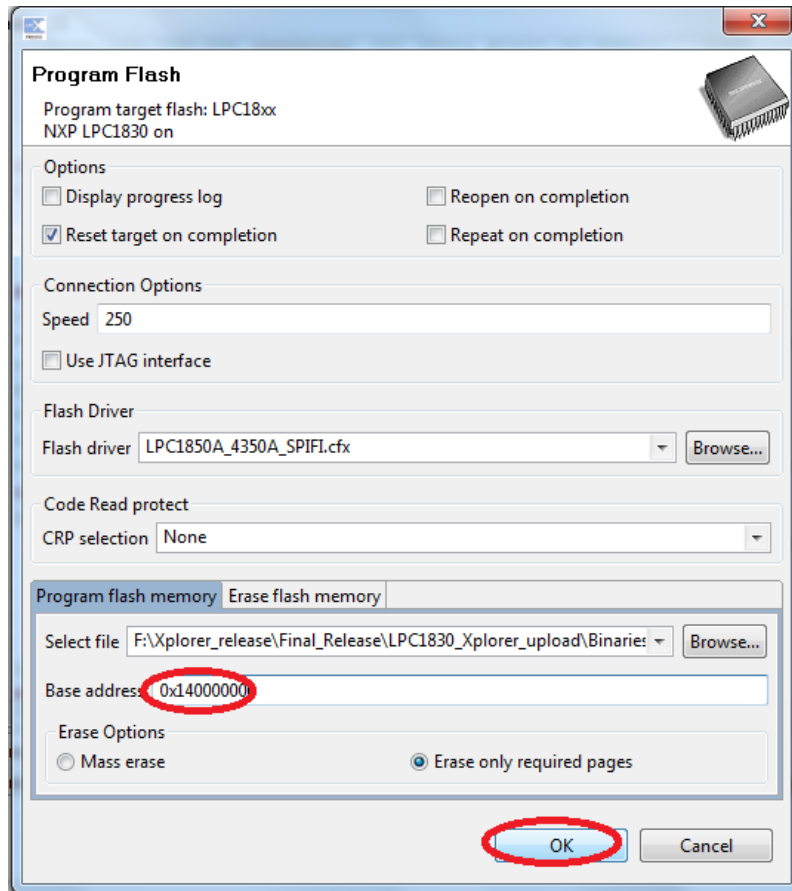 Program Flash
Program target flash: LPC18xx
NXP LPC1830 on
Options
Display progress log
Reopen on completion
Reset target on completion
Repeat on completion
Connection Options
Speed 250
Use JTAG interface
Flash Driver
Flash driver LPC1850A_4350A_SPIFI.cfx Browse...
Code Read protect
CRP selection None
Program flash memory Erase flash memory
Select file F:\Xplorer_release\Final_Release\LPC1830_Xplorer_upload\Binaries Browse...
Base address 0x14000000
Erase Options
Mass erase
Erase only required pages
OK Cancel